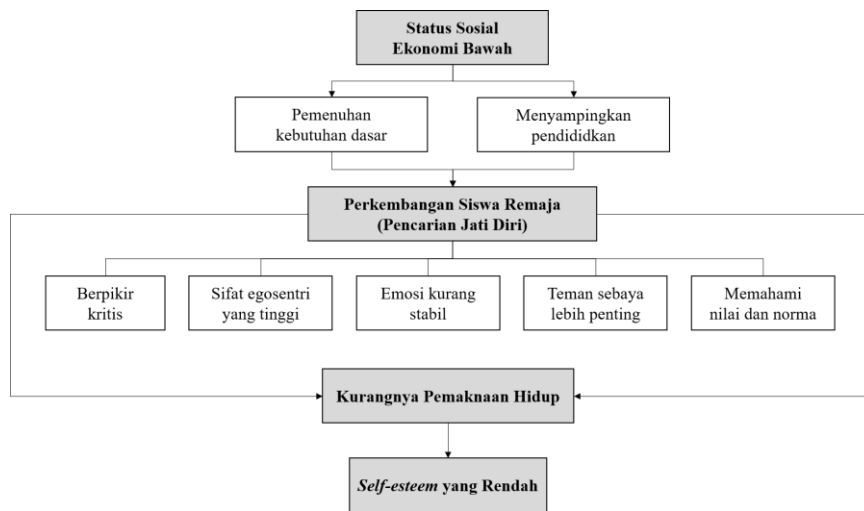 Status Sosial
Ekonomi Bawah
Pemenuhan
kebutuhan dasar
Menyampingkan
pendididkan
Perkembangan Siswa Remaja
(Pencarian Jati Diri)
Berpikir
kritis
Sifat egosentri
yang tinggi
Emosi kurang
stabil
Teman sebaya
lebih penting
Memahami
nilai dan norma
Kurangnya Pemaknaan Hidup
Self-esteem yang Rendah